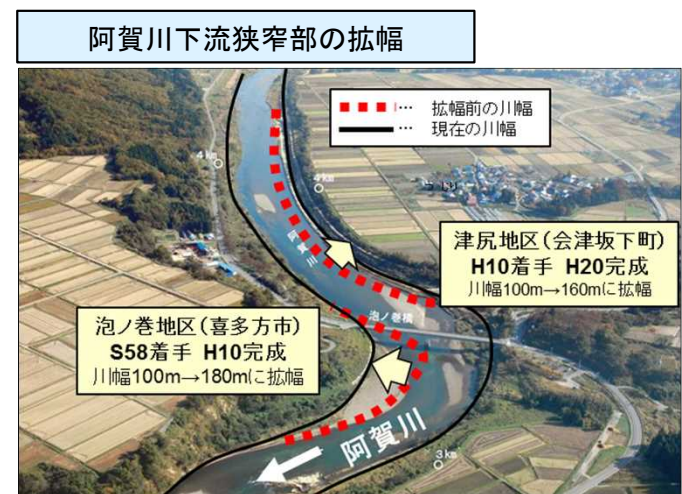 阿賀川下流狭窄部の拡幅
… 拡幅前の川幅
… 現在の川幅
4km
4km
つじり
阿賀川
津尻地区(会津坂下町)
H10着手 H20完成
川幅100m→160mに拡幅
泡ノ巻橋
泡ノ巻地区(喜多方市)
S58着手 H10完成
川幅100m→180mに拡幅
阿賀川
3km